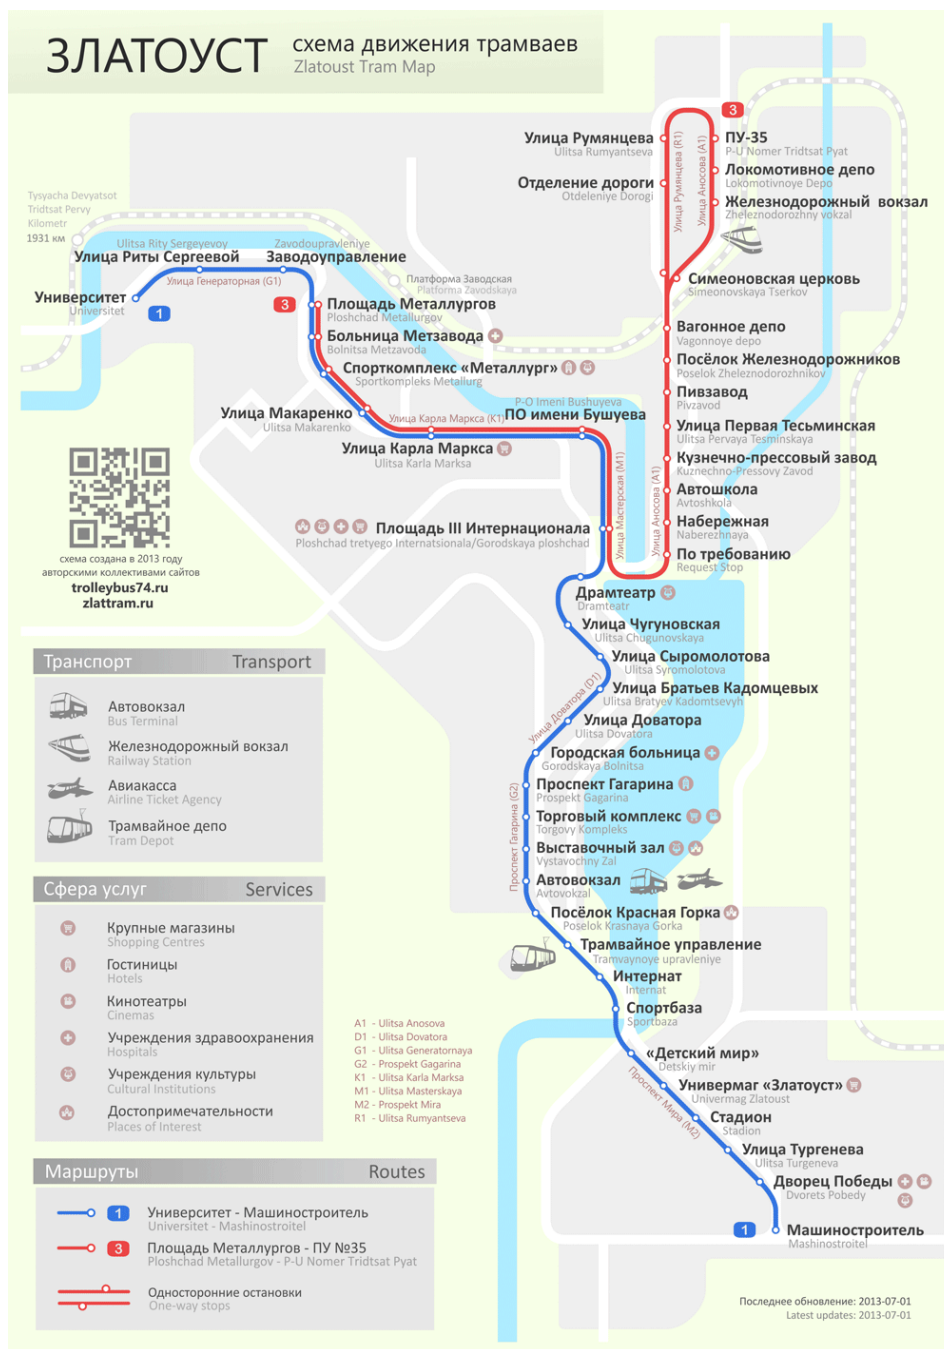 ЗЛАТОУСТ
схема движения трамваев
Zlatoust Tram Map
3
Улица Румянцева
Ulitsa Rumyantseva
ПУ-35
P-U Nomer Tridtsat Pyat
Локомотивное депо
Lokomotivnoye Depo
Отделение дороги
Otdeleniye Dorogi
Железнодорожный вокзал
Zheleznodorozhny vokzal
Улица Румянцева (R1)
Улица Аносова (A1)
Tysyacha Devyatsot
Tridtsat Pervy
Kilometr
1931 км
Ulitsa Rity Sergeyevoy
Улица Риты Сергеевой
Zavodoupravleniye
Заводоуправление
Улица Генераторная (G1)
Платформа Заводская
Platforma Zavodskaya
Симеоновская церковь
Simeonovskaya Tserkov
Университет
Universitet
1
3
Площадь Металлургов
Ploshchad Metallurgov
Больница Метзавода
Bolnitsa Metzavoda
Вагонное депо
Vagonnoye depo
Спорткомплекс «Металлург»
Sportkompleks Metallurg
Посёлок Железнодорожников
Poselok Zheleznodorozhnikov
Пивзавод
Pivzavod
P-O Imeni Bushuyeva
ПО имени Бушуева
Улица Макаренко
Ulitsa Makarenko
Улица Карла Маркса (K1)
Улица Первая Тесьминская
Ulitsa Pervaya Tesminskaya
Улица Карла Маркса
Ulitsa Karla Marksa
Кузнечно-прессовый завод
Kuznechno-Pressovy Zavod
Автошкола
Avtoshkola
Улица Мастерская (M1)
Улица Аносова (A1)
Площадь III Интернационала
Ploshchad tretyego Internatsionala/Gorodskaya ploshchad
Набережная
Naberezhnaya
По требованию
Request Stop
схема создана в 2013 году
авторскими коллективами сайтов
trolleybus74.ru
zlattram.ru
Драмтеатр
Dramteatr
Улица Чугуновская
Ulitsa Chugunovskaya
Улица Сыромолотова
Ulitsa Syromolotova
Улица Братьев Кадомцевых
Ulitsa Bratyev Kadomtsevyh
Улица Доватора (D1)
Улица Доватора
Ulitsa Dovatora
Городская больница
Gorodskaya Bolnitsa
Проспект Гагарина
Prospekt Gagarina
Проспект Гагарина (G2)
Торговый комплекс
Torgovy Kompleks
Выставочный зал
Vystavochny Zal
Автовокзал
Avtovokzal
Посёлок Красная Горка
Poselok Krasnaya Gorka
Трамвайное управление
Tramvaynoye upravleniye
Интернат
Internat
Спортбаза
Sportbaza
«Детский мир»
Detskiy mir
Универмаг «Златоуст»
Univermag Zlatoust
Проспект Мира (M2)
Стадион
Stadion
Улица Тургенева
Ulitsa Turgeneva
Дворец Победы
Dvorets Pobedy
1
Машиностроитель
Mashinostroitel
Транспорт Transport
Автовокзал
Bus Terminal
Железнодорожный вокзал
Railway Station
Авиакасса
Airline Ticket Agency
Трамвайное депо
Tram Depot
Сфера услуг Services
Крупные магазины
Shopping Centres
Гостиницы
Hotels
Кинотеатры
Cinemas
Учреждения здравоохранения
Hospitals
Учреждения культуры
Cultural Institutions
Достопримечательности
Places of Interest
A1 - Ulitsa Anosova
D1 - Ulitsa Dovatora
G1 - Ulitsa Generatornaya
G2 - Prospekt Gagarina
K1 - Ulitsa Karla Marksa
M1 - Ulitsa Masterskaya
M2 - Prospekt Mira
R1 - Ulitsa Rumyantseva
Маршруты Routes
1 Университет - Машиностроитель
Universitet - Mashinostroitel
3 Площадь Металлургов - ПУ №35
Ploshchad Metallurgov - P-U Nomer Tridtsat Pyat
Односторонние остановки
One-way stops
Последнее обновление: 2013-07-01
Latest updates: 2013-07-01